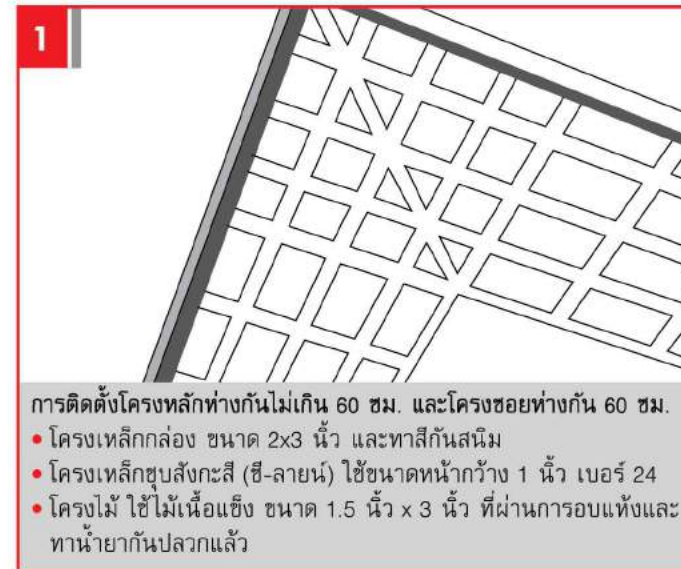 1
การติดตั้งโครงหลักห่างกันไม่เกิน 60 ซม. และโครงซอยห่างกัน 60 ซม.
• โครงเหล็กกล่อง ขนาด 2x3 นิ้ว และทาสีกันสนิม
• โครงเหล็กชุบสังกะสี (ซี-ลายน์) ใช้ขนาดหน้ากว้าง 1 นิ้ว เบอร์ 24
• โครงไม้ ใช้ไม้เนื้อแข็ง ขนาด 1.5 นิ้ว x 3 นิ้ว ที่ผ่านการอบแห้งและ
ทาน้ำยากันปลวกแล้ว